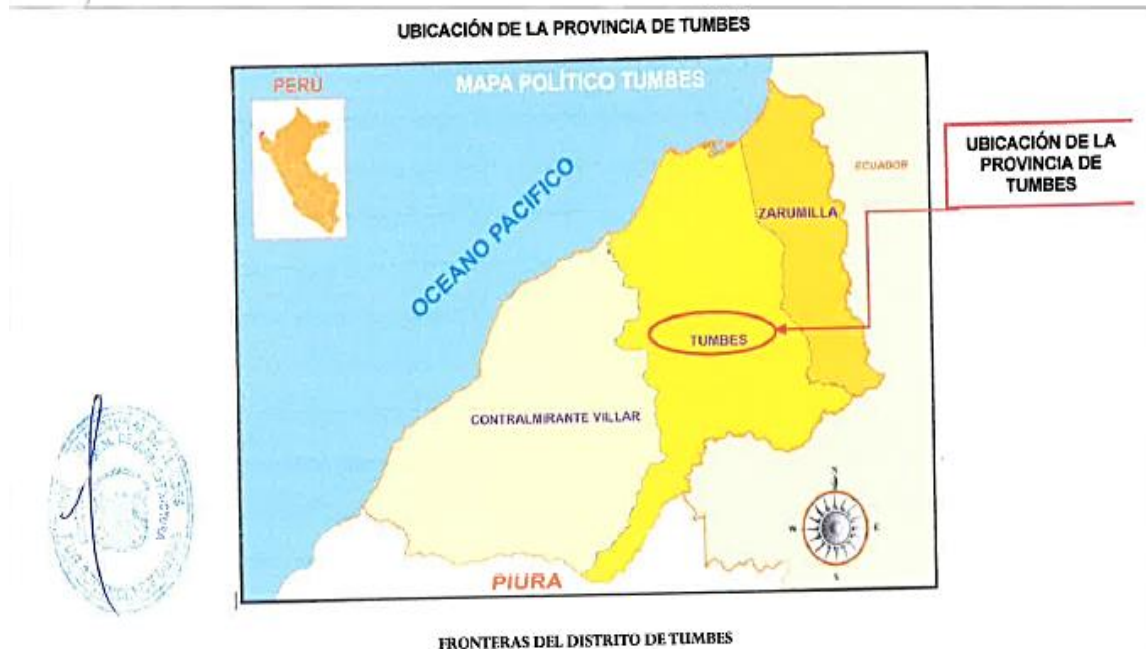 UBICACIÓN DE LA PROVINCIA DE TUMBES
MAPA POLÍTICO TUMBES
PERÚ
UBICACIÓN DE LA
PROVINCIA DE
TUMBES
ECUADOR
ZARUMILLA
OCEANO PACIFICO
TUMBES
CONTRALMIRANTE VILLAR
N
W
E
S
PIURA
FRONTERAS DEL DISTRITO DE TUMBES